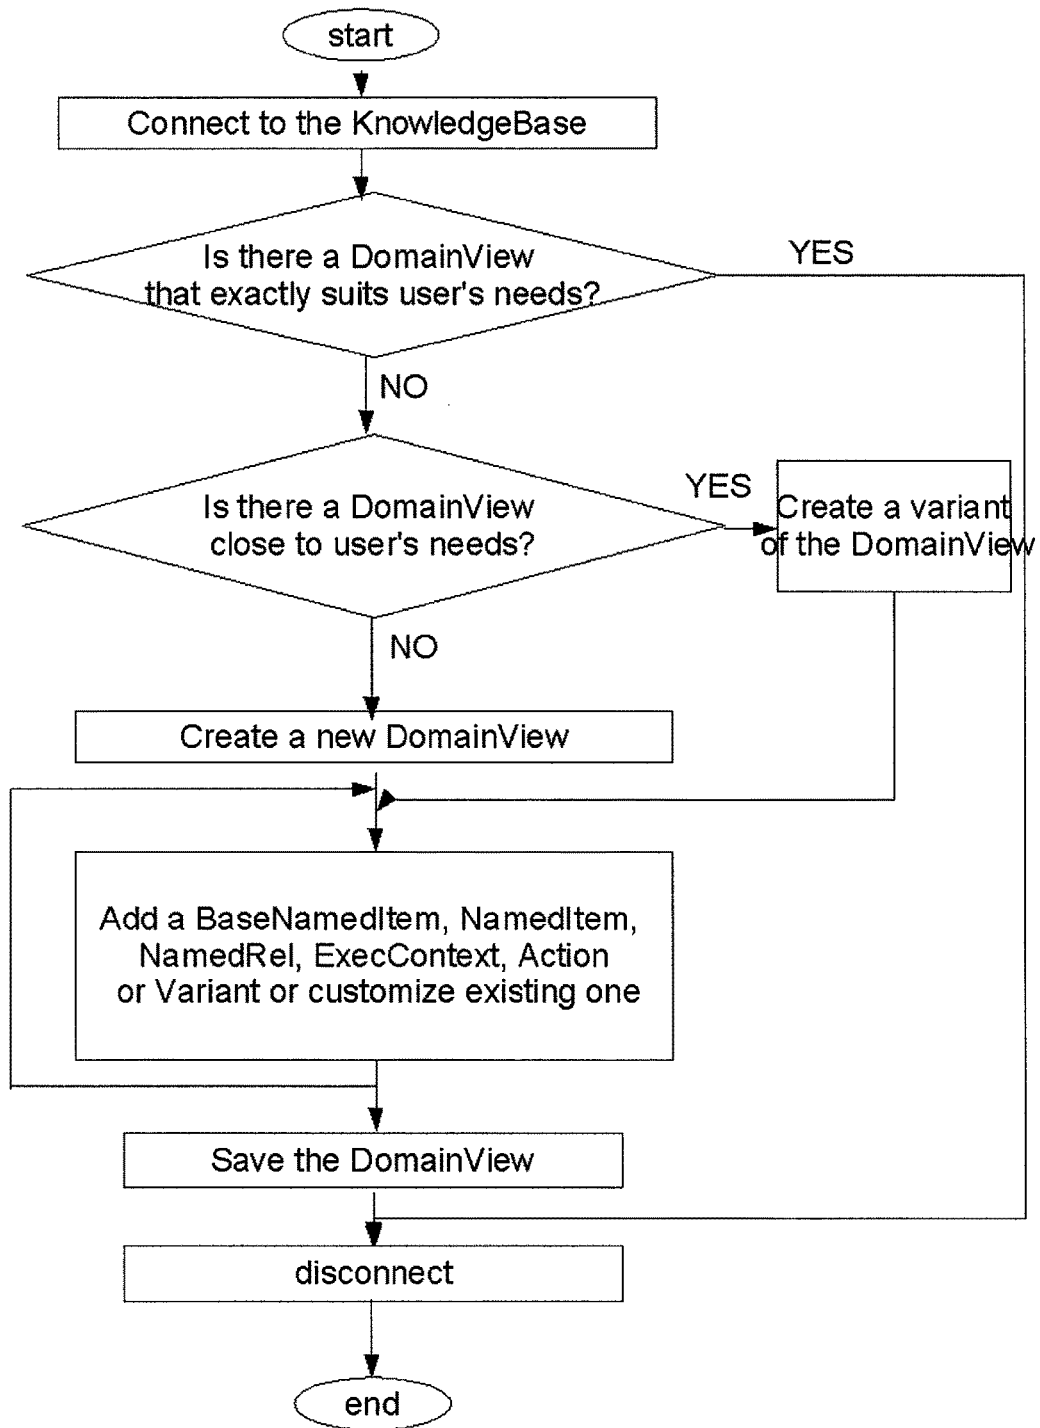 start
Connect to the KnowledgeBase
Is there a DomainView
that exactly suits user's needs?
YES
NO
Is there a DomainView
close to user's needs?
YES
Create a variant
of the DomainView
NO
Create a new DomainView
Add a BaseNamedItem, NamedItem,
NamedRel, ExecContext, Action
or Variant or customize existing one
Save the DomainView
disconnect
end